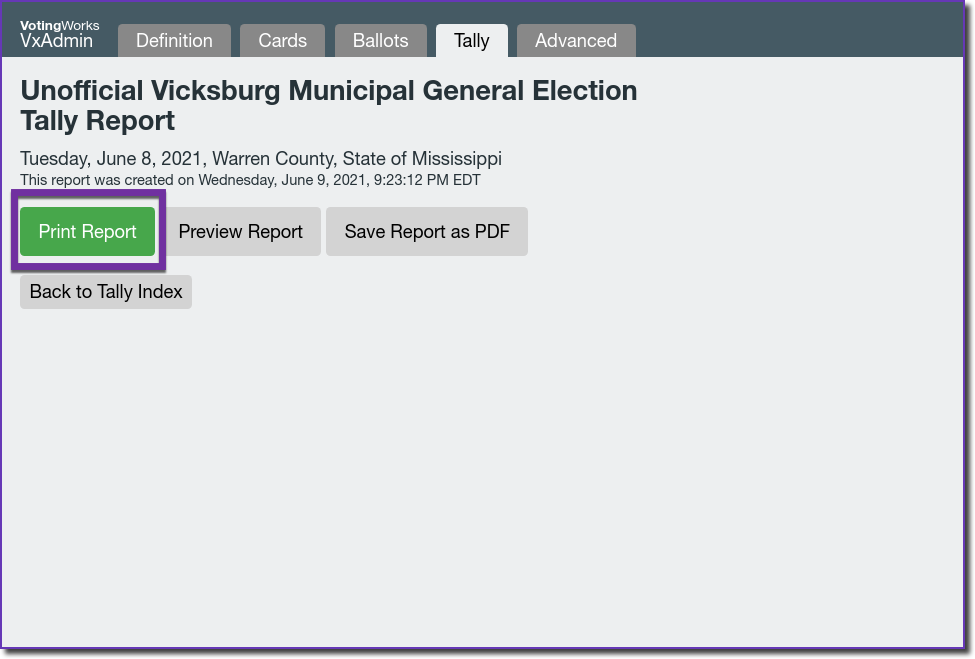 VotingWorks
VxAdmin
Definition
Cards
Ballots
Tally
Advanced
Unofficial Vicksburg Municipal General Election
Tally Report
Tuesday, June 8, 2021, Warren County, State of Mississippi
This report was created on Wednesday, June 9, 2021, 9:23:12 PM EDT
Print Report
Preview Report
Save Report as PDF
Back to Tally Index